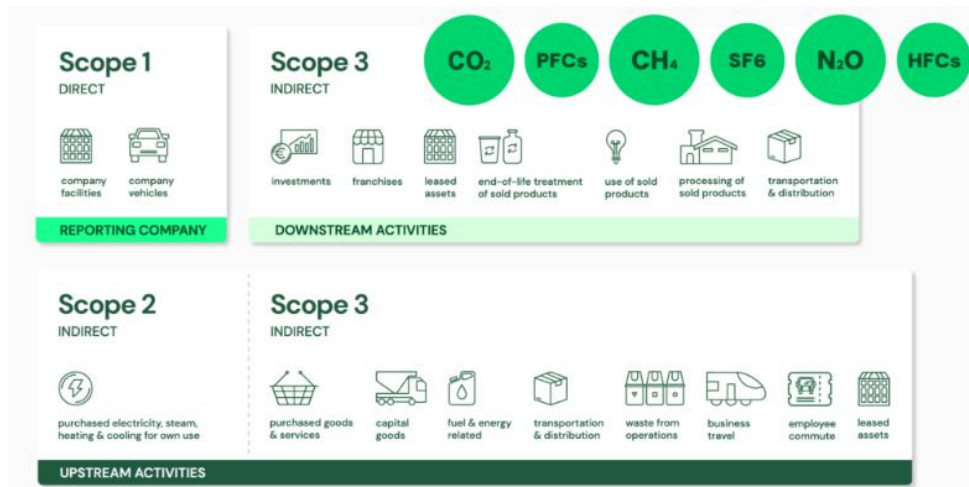 Scope 1
DIRECT
company
facilities
company
vehicles
REPORTING COMPANY
Scope 3
INDIRECT
CO₂
PFCs
CH₄
SF6
N₂O
HFCs
investments
franchises
leased
assets
end-of-life treatment
of sold products
use of sold
products
processing of
sold products
transportation
& distribution
DOWNSTREAM ACTIVITIES
Scope 2
INDIRECT
purchased electricity, steam,
heating & cooling for own use
Scope 3
INDIRECT
purchased goods
& services
capital
goods
fuel & energy
related
transportation
& distribution
waste from
operations
business
travel
employee
commute
leased
assets
UPSTREAM ACTIVITIES